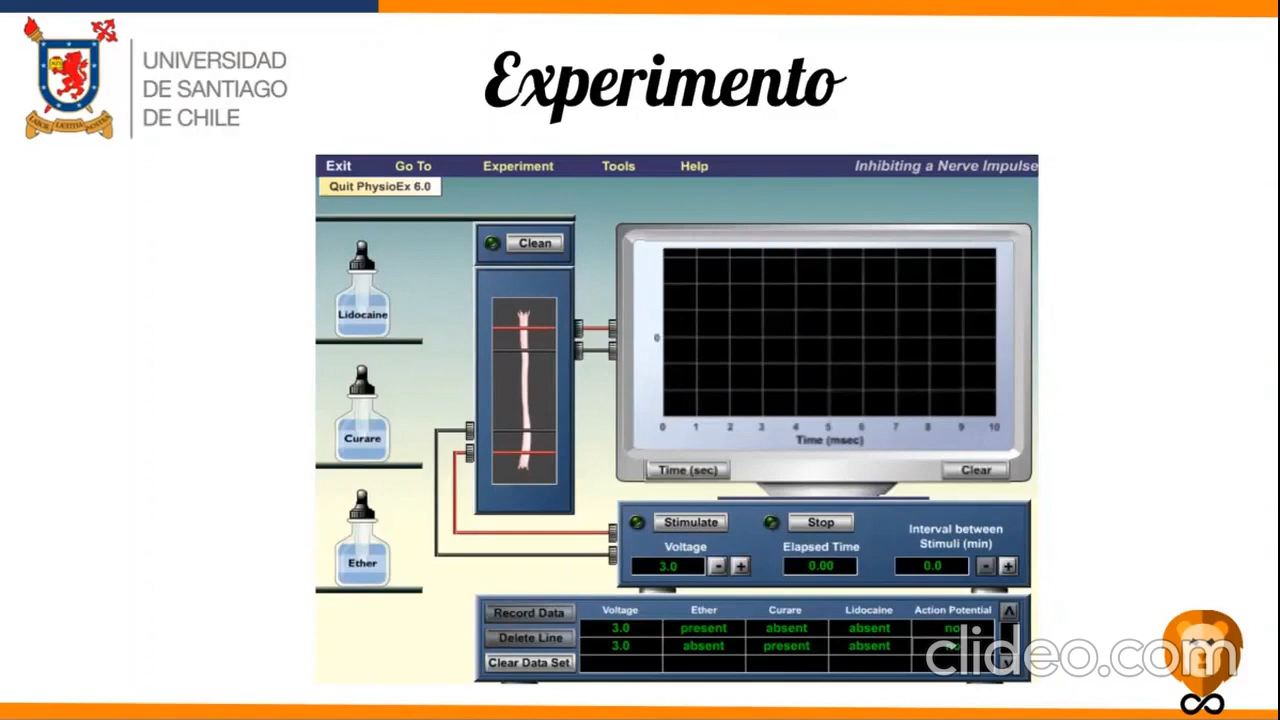 UNIVERSIDAD
DE SANTIAGO
DE CHILE
LABOR LÆTITIA NOSTRA
Experimento
Exit Go To Experiment Tools Help Inhibiting a Nerve Impulse
Quit PhysioEx 6.0
Clean
Lidocaine
Curare
Ether
0
0 1 2 3 4 5 6 7 8 9 10
Time (msec)
Time (sec) Clear
Stimulate Stop
Interval between
Stimuli (min)
Voltage Elapsed Time
3.0 - + 0.00 0.0 - +
Record Data Voltage Ether Curare Lidocaine Action Potential
3.0 present absent absent no
Delete Line 3.0 absent present absent
Clear Data Set
clideo.com